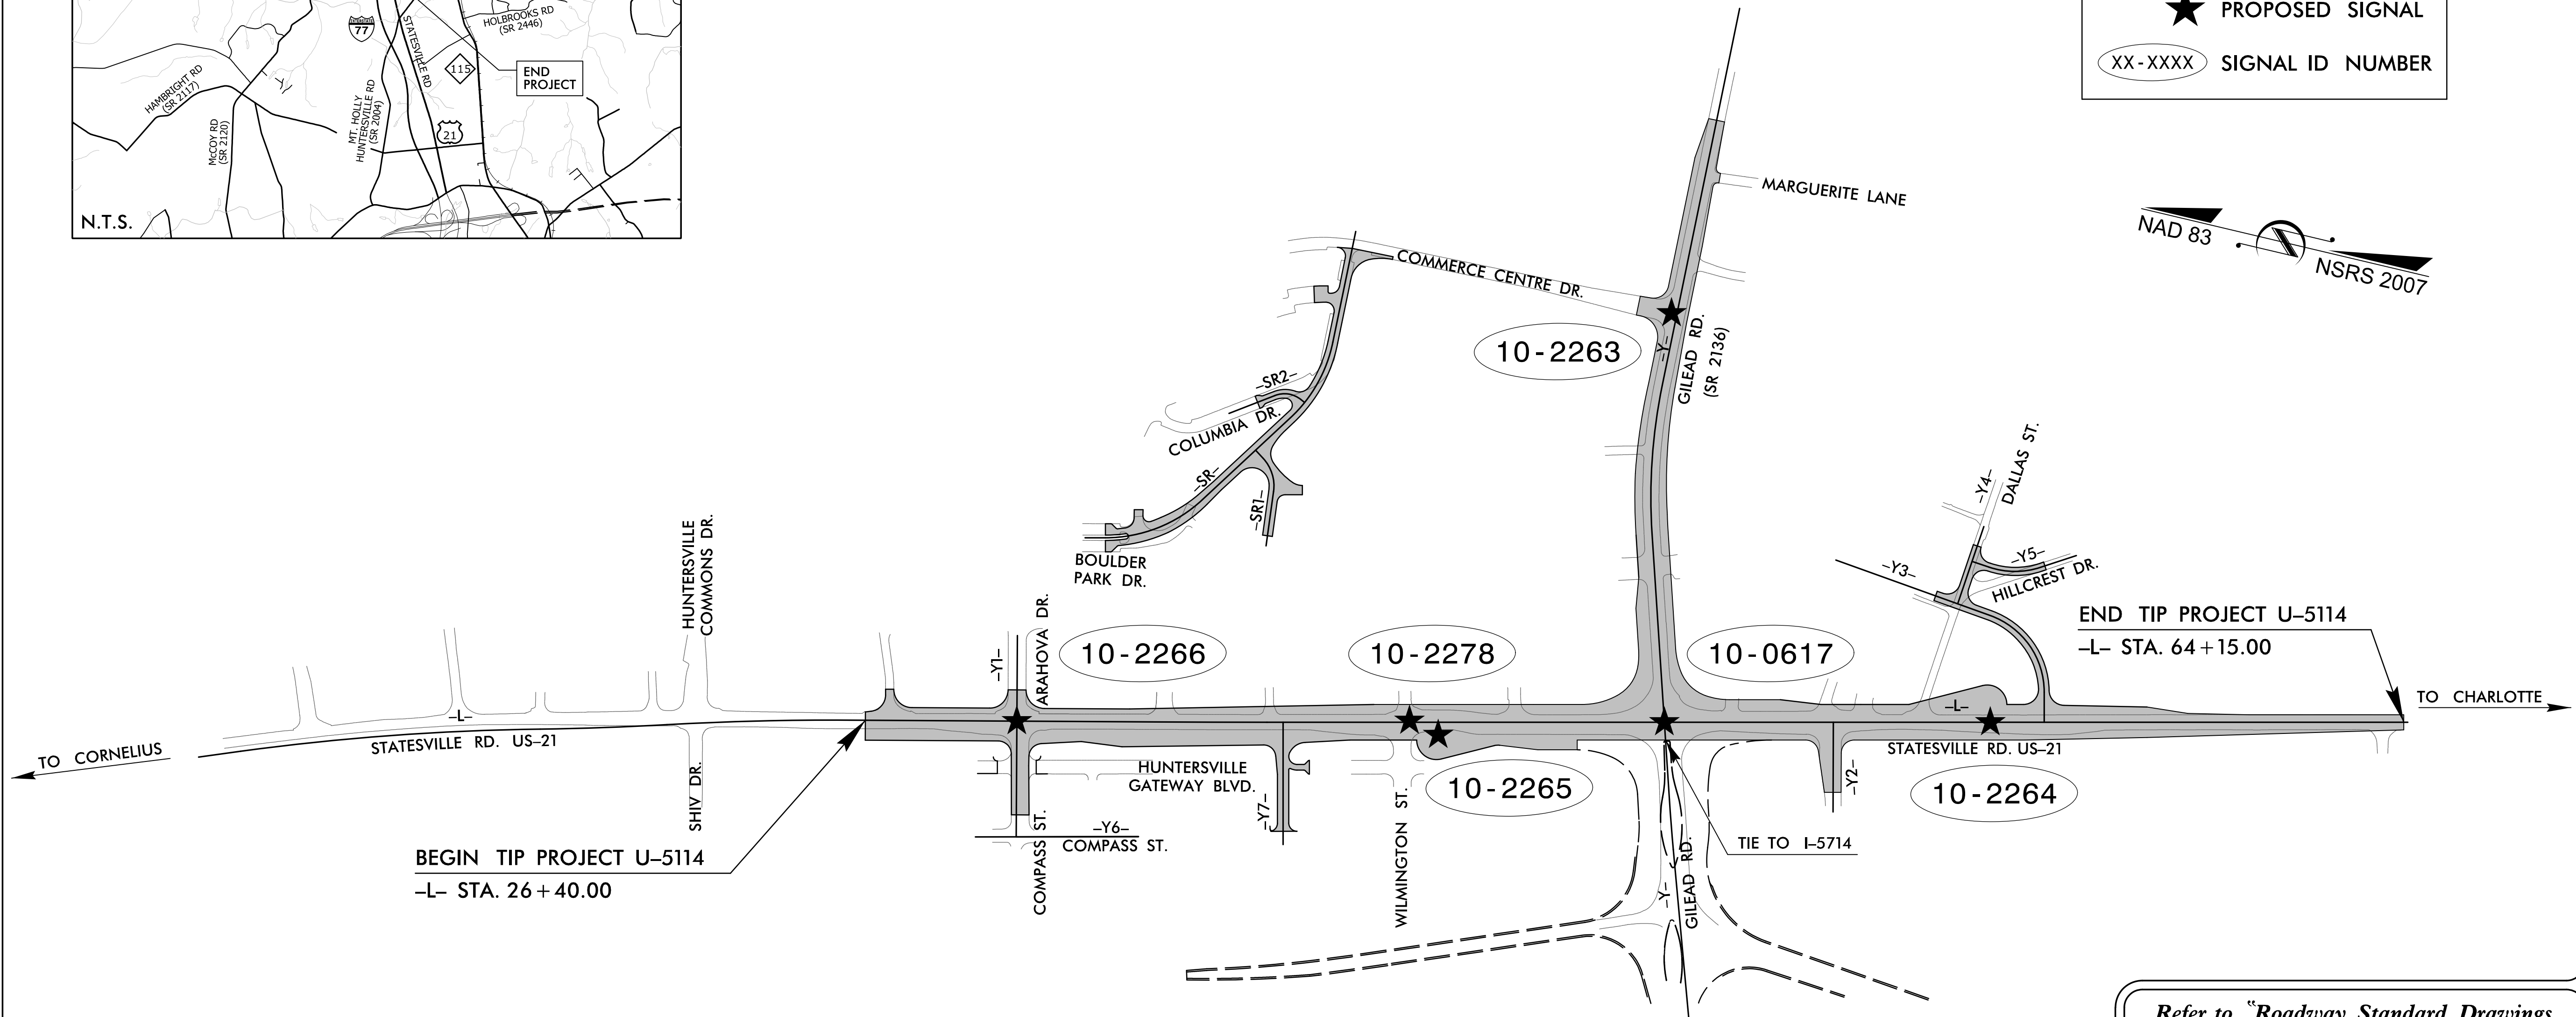 HOLBROOKS RD
(SR 2446)
77
STATESVILLE RD
115
END
PROJECT
HAMBRIGHT RD
(SR 2117)
McCOY RD
(SR 2120)
MT. HOLLY
HUNTERSVILLE RD
(SR 2004)
21
N.T.S.
PROPOSED SIGNAL
XX-XXXX
SIGNAL ID NUMBER
MARGUERITE LANE
NAD 83
NSRS 2007
COMMERCE CENTRE DR.
10-2263
–Y–
GILEAD RD.
(SR 2136)
–SR2–
COLUMBIA DR.
–SR–
–SR1–
BOULDER
PARK DR.
–Y4–
DALLAS ST.
–Y3–
–Y5–
HILLCREST DR.
HUNTERSVILLE
COMMONS DR.
–Y1–
ARAHOVA DR.
10-2266
10-2278
10-0617
END TIP PROJECT U–5114
–L– STA. 64+15.00
TO CHARLOTTE
–L–
–L–
TO CORNELIUS
STATESVILLE RD. US–21
SHIV DR.
HUNTERSVILLE
GATEWAY BLVD.
–Y7–
COMPASS ST.
–Y6–
COMPASS ST.
WILMINGTON ST.
10-2265
–Y2–
STATESVILLE RD. US–21
10-2264
TIE TO I–5714
–Y–
GILEAD RD.
BEGIN TIP PROJECT U–5114
–L– STA. 26+40.00
Refer to "Roadway Standard Drawings